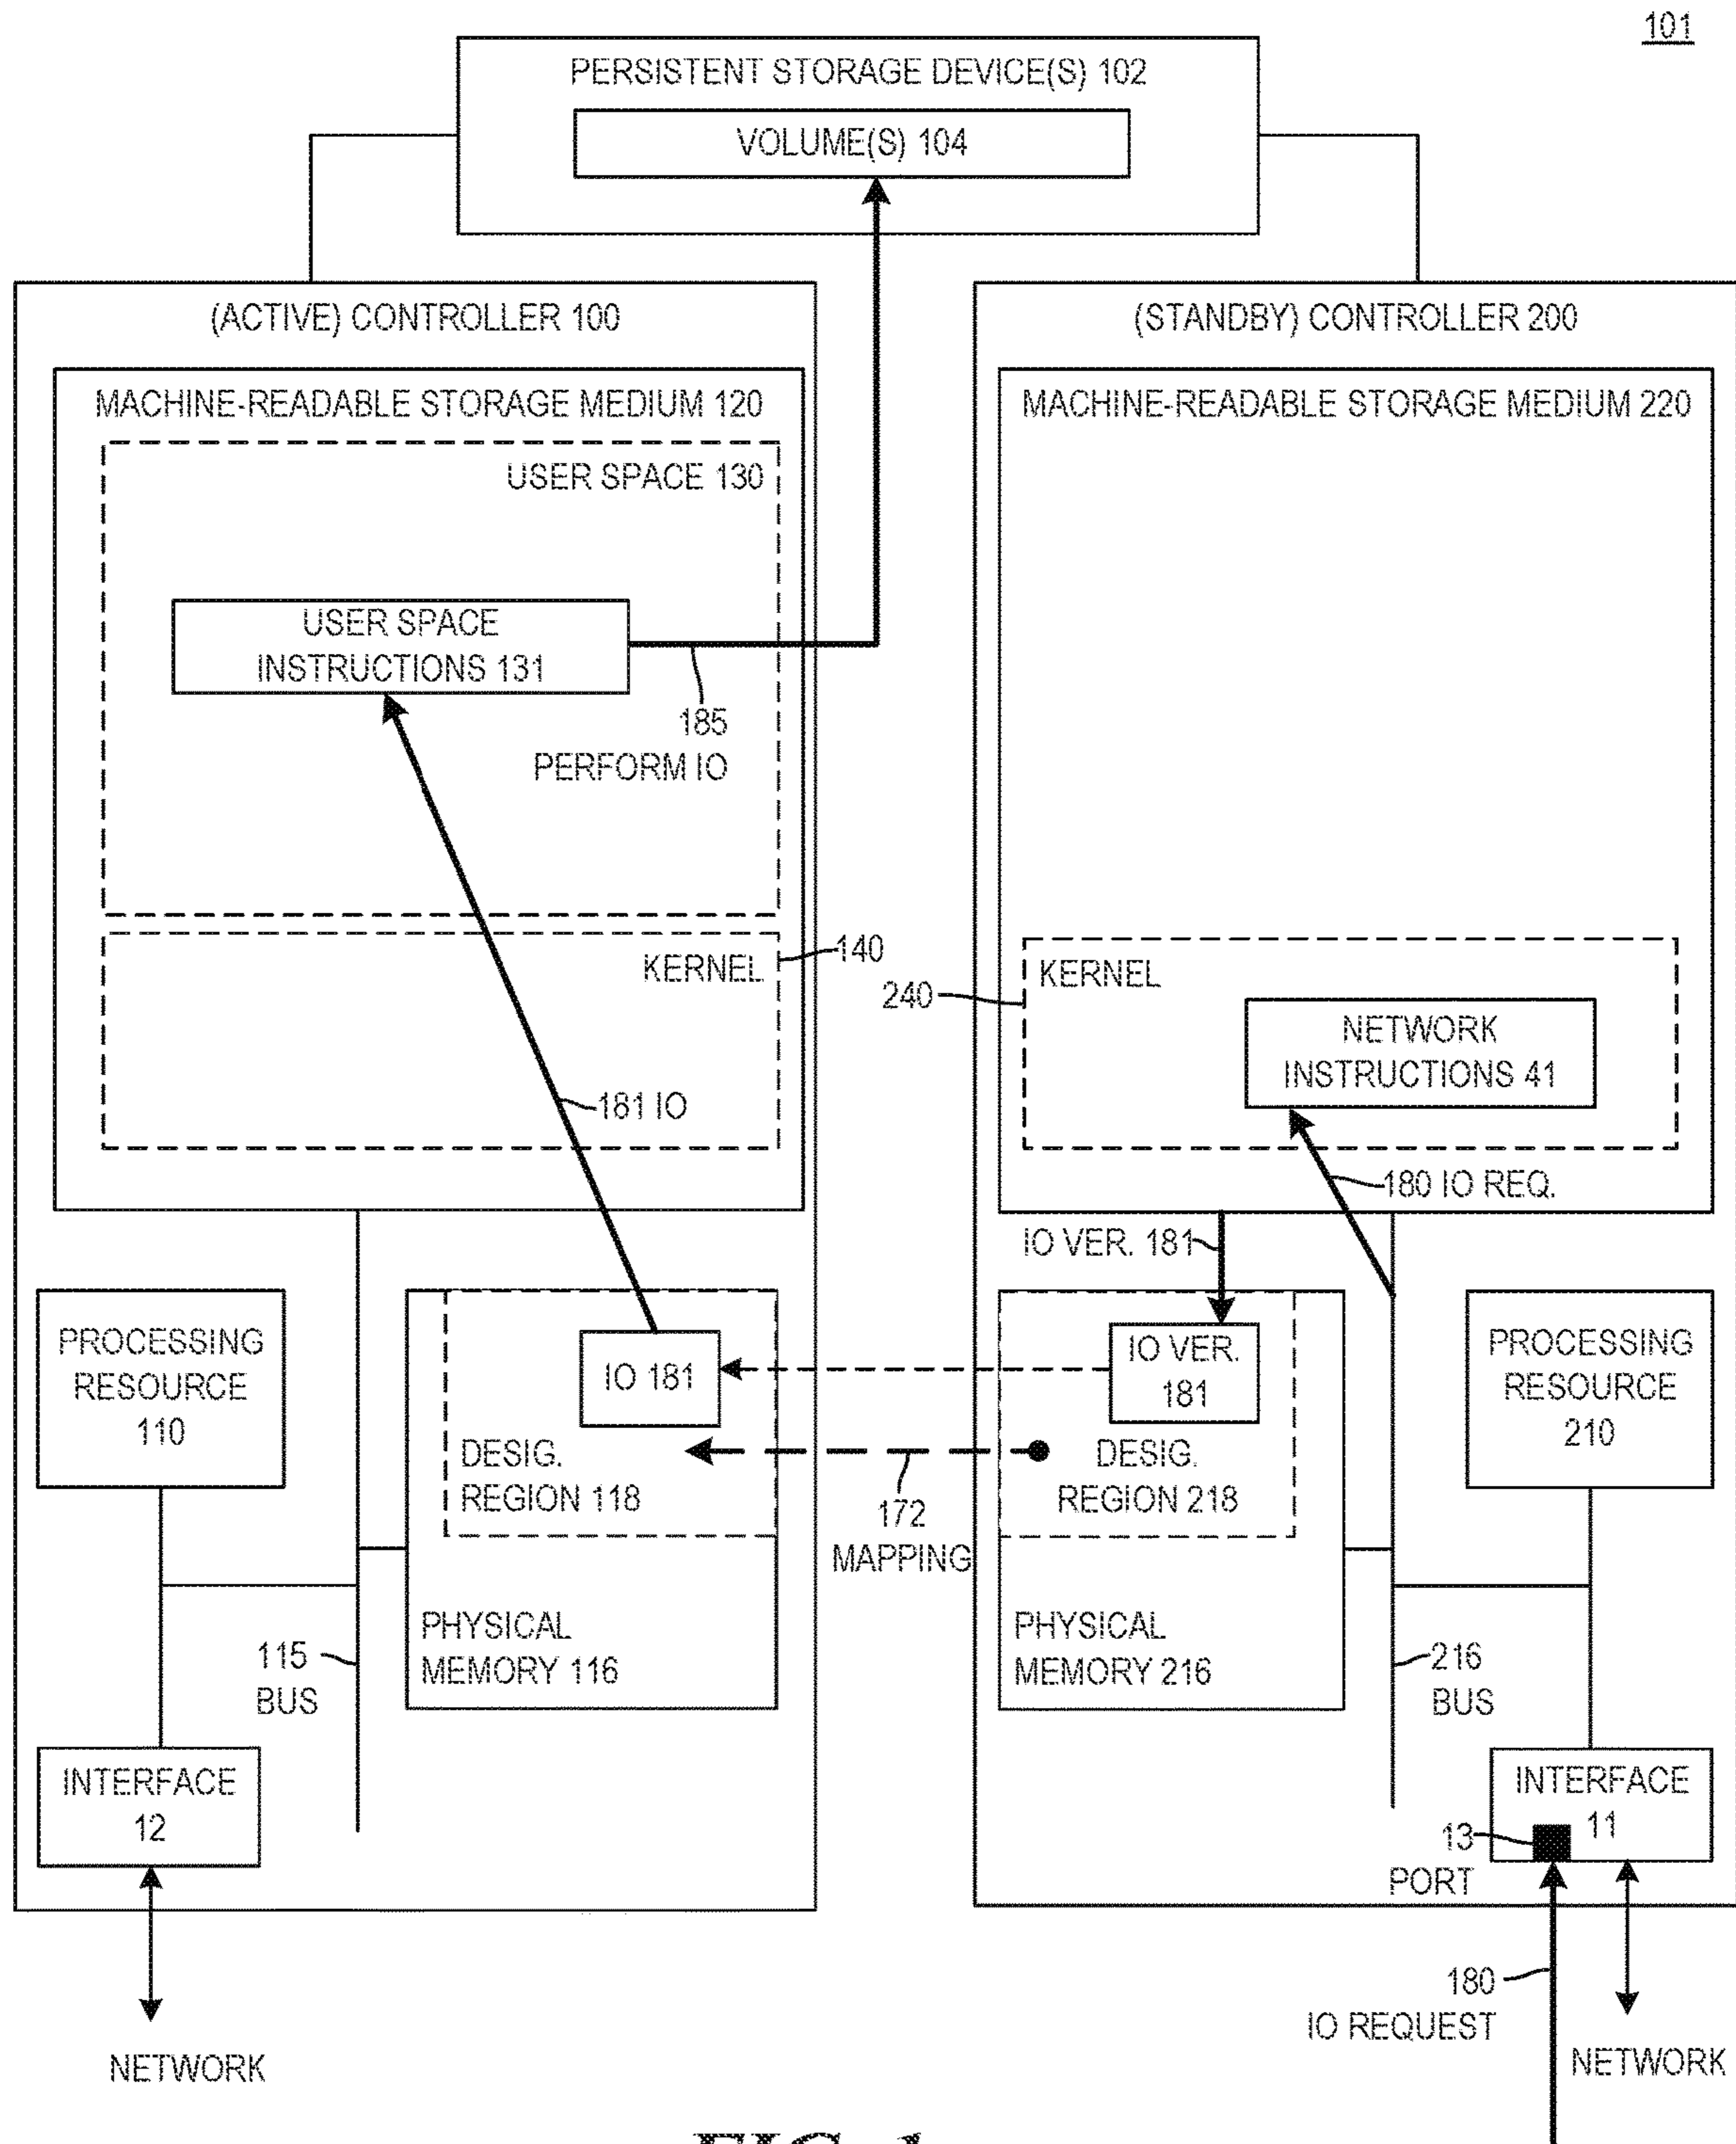 101
PERSISTENT STORAGE DEVICE(S) 102
VOLUME(S) 104
(ACTIVE) CONTROLLER 100
MACHINE-READABLE STORAGE MEDIUM 120
USER SPACE 130
USER SPACE
INSTRUCTIONS 131
185
PERFORM IO
KERNEL
140
181 IO
PROCESSING
RESOURCE
110
IO 181
DESIG.
REGION 118
PHYSICAL
MEMORY 116
115
BUS
INTERFACE
12
NETWORK
172
MAPPING
(STANDBY) CONTROLLER 200
MACHINE-READABLE STORAGE MEDIUM 220
240
KERNEL
NETWORK
INSTRUCTIONS 41
180 IO REQ.
IO VER. 181
IO VER.
181
DESIG.
REGION 218
PHYSICAL
MEMORY 216
PROCESSING
RESOURCE
210
216
BUS
INTERFACE
11
13
PORT
180
IO REQUEST
NETWORK
FIG. 1